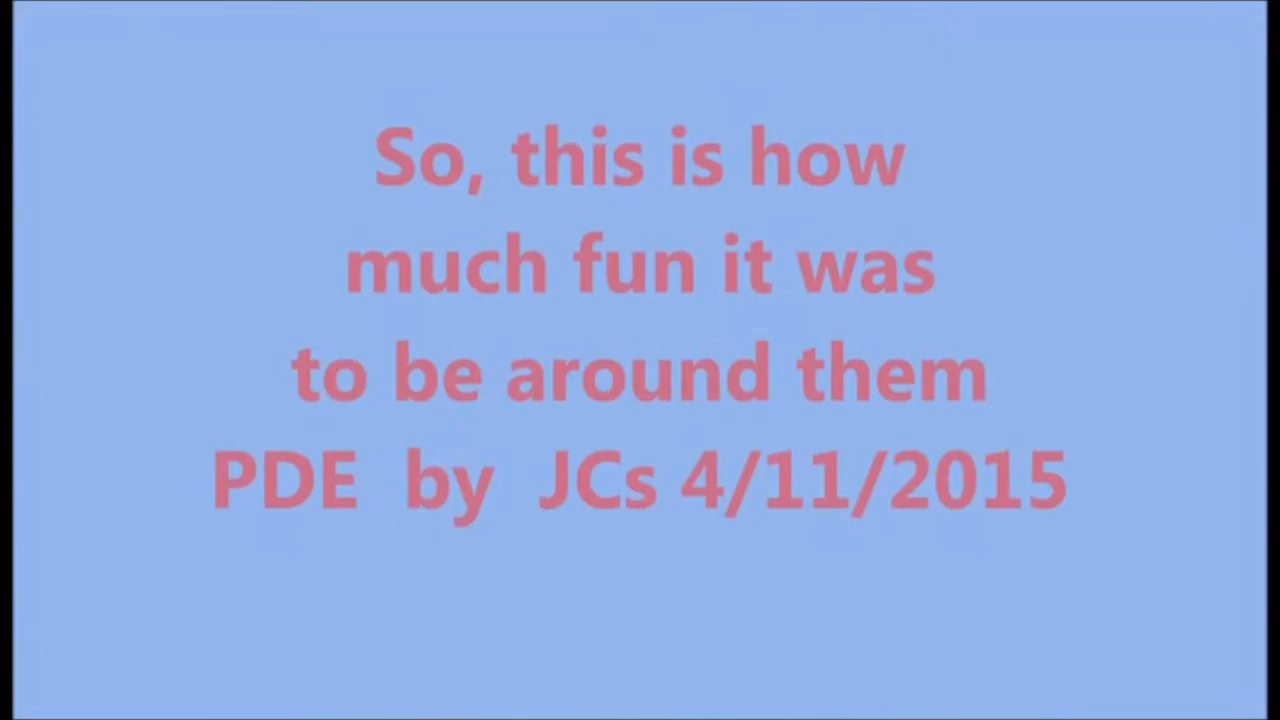 So, this is how
much fun it was
to be around them
PDE by JCs 4/11/2015